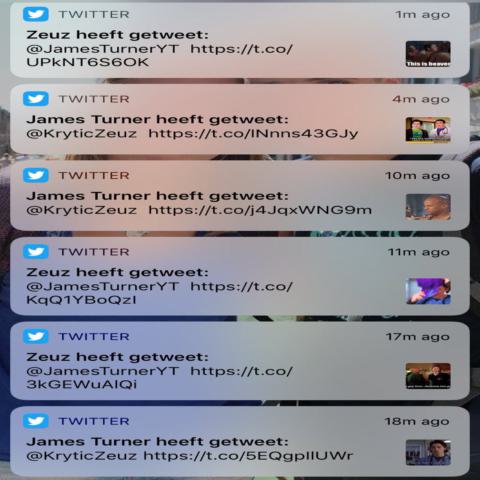 TWITTER 1m ago
Zeuz heeft getweet:
@JamesTurnerYT https://t.co/
UPkNT6S6OK
This is heaven
TWITTER 4m ago
James Turner heeft getweet:
@KryticZeuz https://t.co/lNnns43GJy
TWITTER 10m ago
James Turner heeft getweet:
@KryticZeuz https://t.co/j4JqxWNG9m
TWITTER 11m ago
Zeuz heeft getweet:
@JamesTurnerYT https://t.co/
KqQ1YBoQzI
TWITTER 17m ago
Zeuz heeft getweet:
@JamesTurnerYT https://t.co/
3kGEWuAlQi
TWITTER 18m ago
James Turner heeft getweet:
@KryticZeuz https://t.co/5EQgpIlUWr